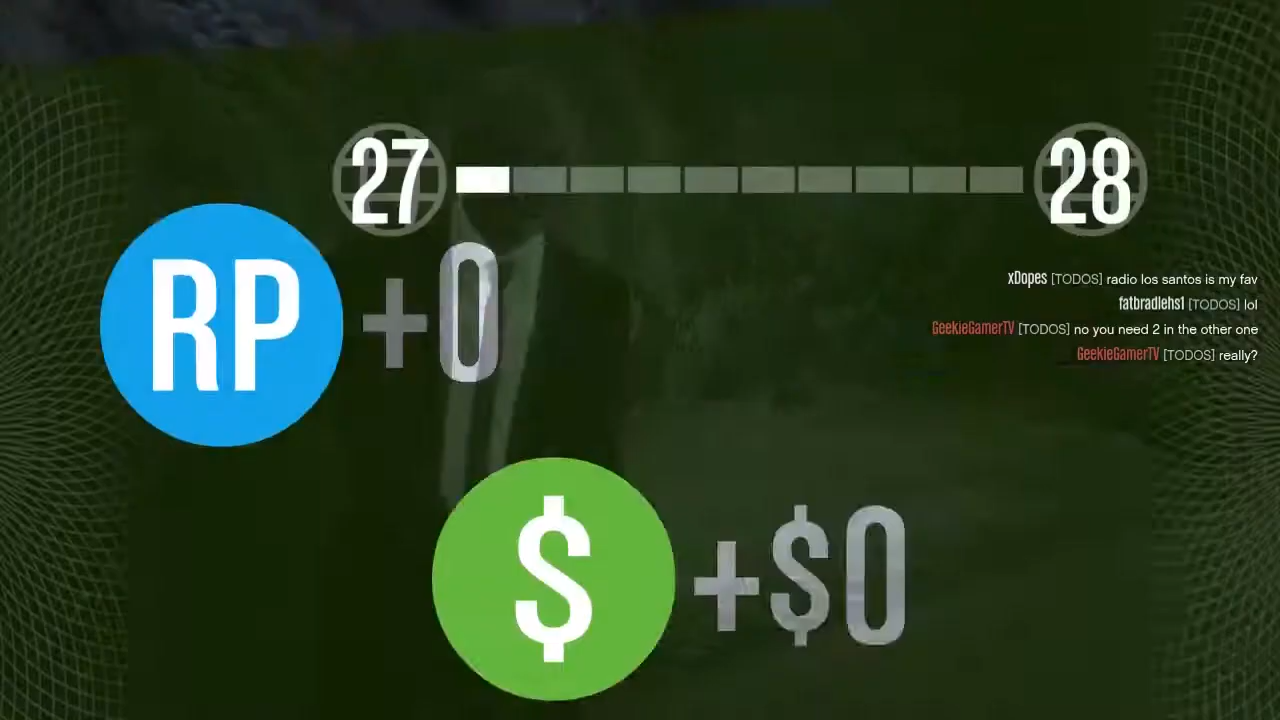 27 28
RP +0
xDopes [TODOS] radio los santos is my fav
fatbradlehs1 [TODOS] lol
GeekieGamerTV [TODOS] no you need 2 in the other one
GeekieGamerTV [TODOS] really?
$ +$0